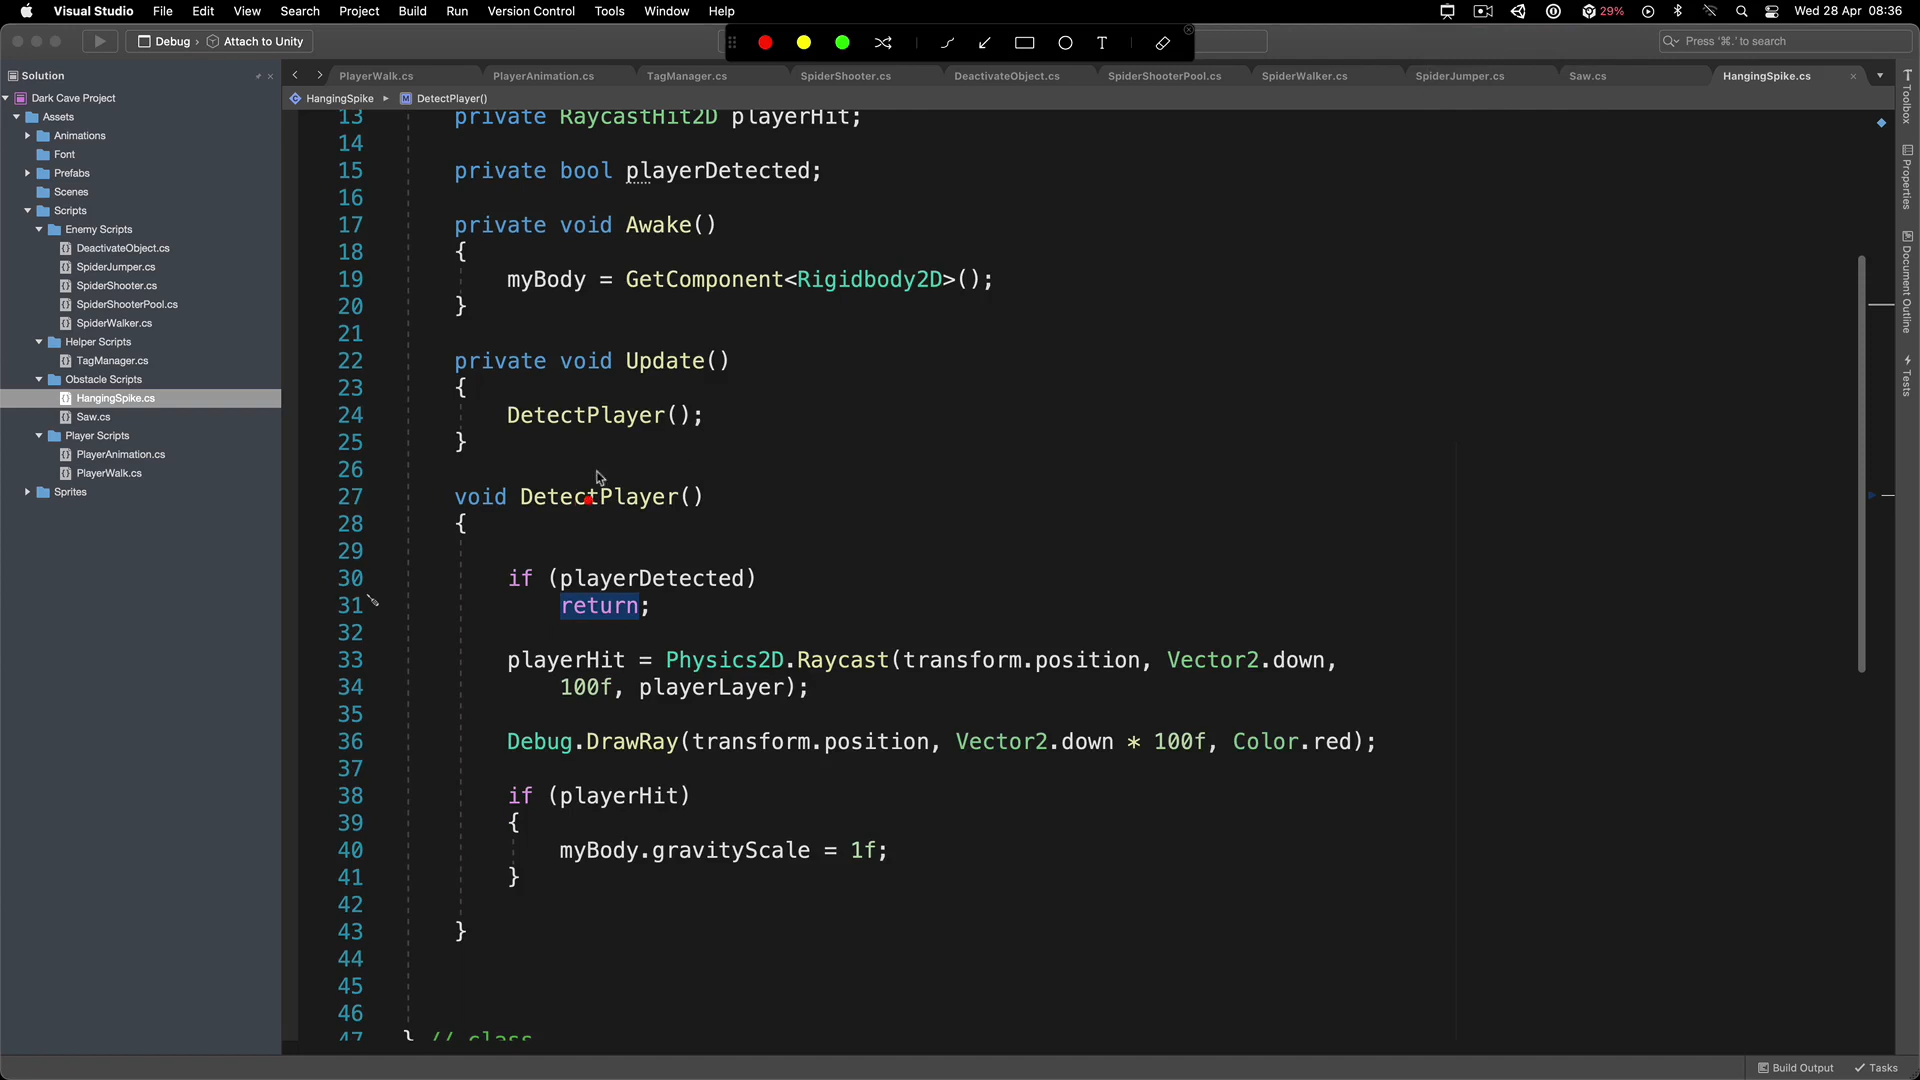 Visual Studio File Edit View Search Project Build Run Version Control Tools Window Help 29% Wed 28 Apr 08:36
Debug › Attach to Unity Press '⌘.' to search
Solution
PlayerWalk.cs PlayerAnimation.cs TagManager.cs SpiderShooter.cs DeactivateObject.cs SpiderShooterPool.cs SpiderWalker.cs SpiderJumper.cs Saw.cs HangingSpike.cs
HangingSpike DetectPlayer()
Dark Cave Project
Assets
Animations
Font
Prefabs
Scenes
Scripts
Enemy Scripts
DeactivateObject.cs
SpiderJumper.cs
SpiderShooter.cs
SpiderShooterPool.cs
SpiderWalker.cs
Helper Scripts
TagManager.cs
Obstacle Scripts
HangingSpike.cs
Saw.cs
Player Scripts
PlayerAnimation.cs
PlayerWalk.cs
Sprites
13 private RaycastHit2D playerHit;
14
15 private bool playerDetected;
16
17 private void Awake()
18 {
19 myBody = GetComponent<Rigidbody2D>();
20 }
21
22 private void Update()
23 {
24 DetectPlayer();
25 }
26
27 void DetectPlayer()
28 {
29
30 if (playerDetected)
31 return;
32
33 playerHit = Physics2D.Raycast(transform.position, Vector2.down,
34 100f, playerLayer);
35
36 Debug.DrawRay(transform.position, Vector2.down * 100f, Color.red);
37
38 if (playerHit)
39 {
40 myBody.gravityScale = 1f;
41 }
42
43 }
44
45
46
47 } // class
Toolbox
Properties
Document Outline
Tests
Build Output Tasks